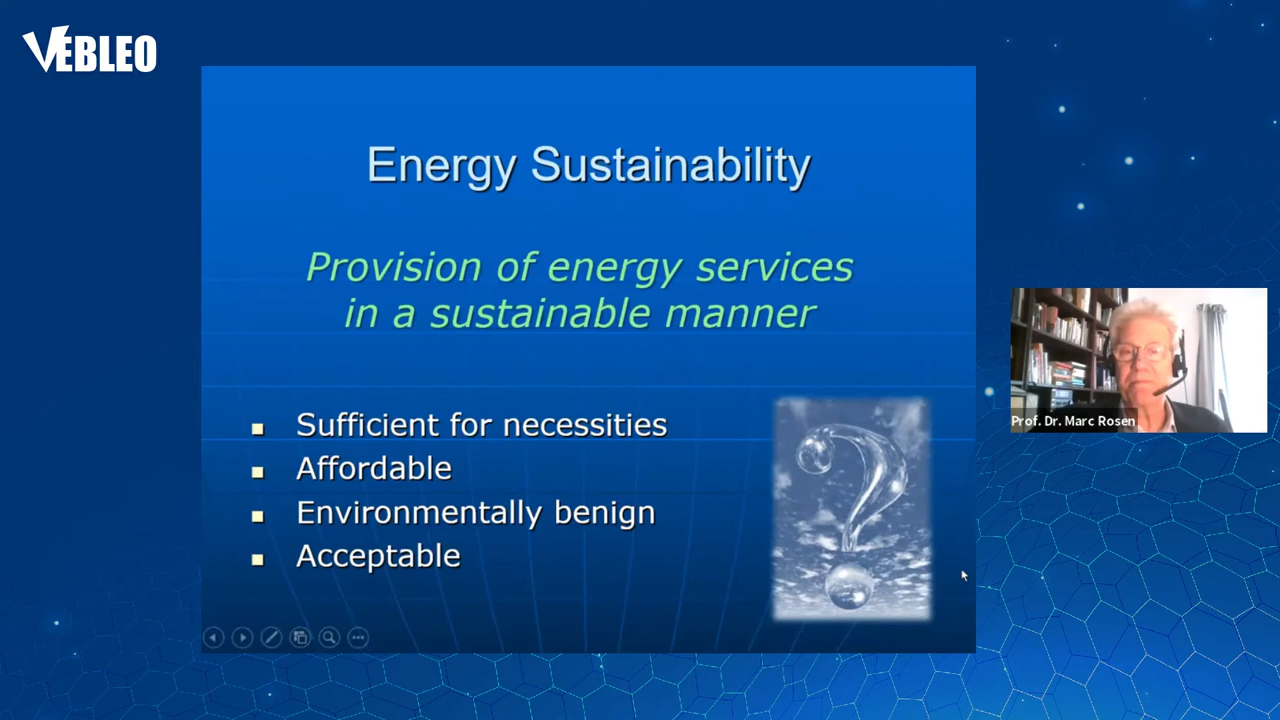 VEBLEO
Energy Sustainability
Provision of energy services
in a sustainable manner
Sufficient for necessities
Affordable
Environmentally benign
Acceptable
Prof. Dr. Marc Rosen